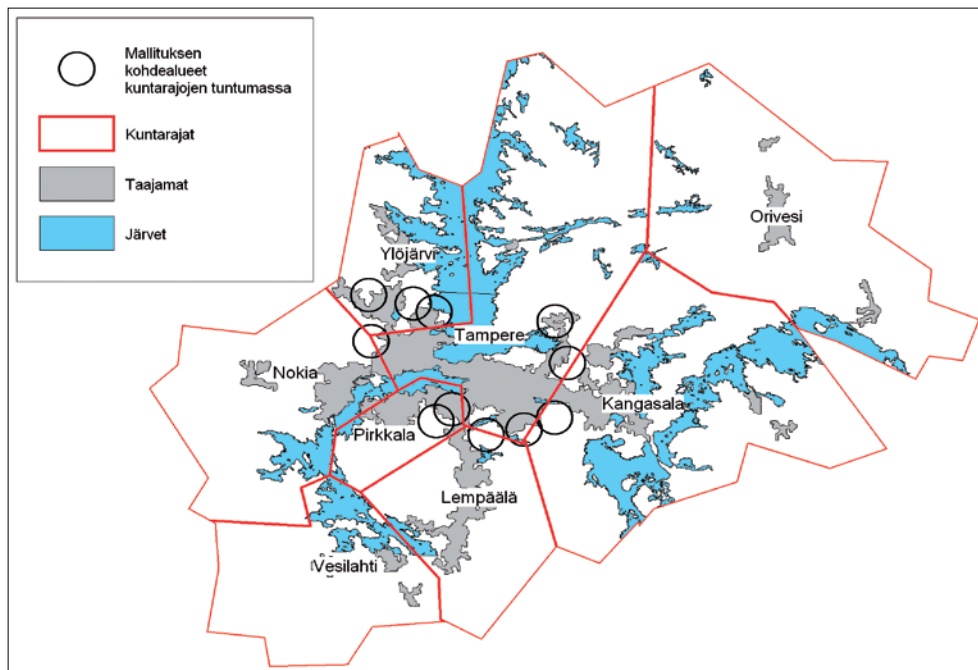 Mallituksen
kohdealueet
kuntarajojen tuntumassa
Kuntarajat
Taajamat
Järvet
Orivesi
Ylöjärvi
Tampere
Nokia
Kangasala
Pirkkala
Lempäälä
Vesilahti